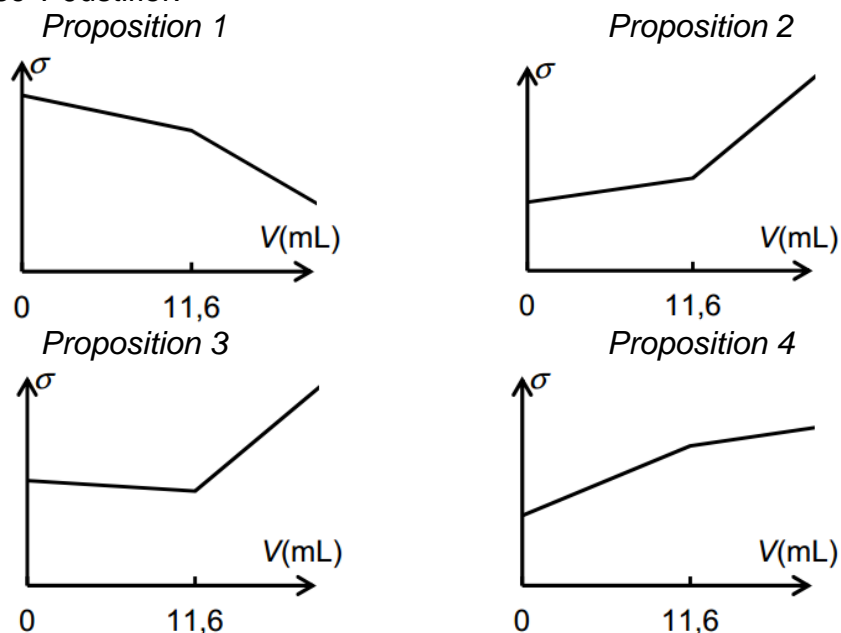 Proposition 1 Proposition 2
σ σ
V(mL) V(mL)
0 11,6 0 11,6
Proposition 3 Proposition 4
σ σ
V(mL) V(mL)
0 11,6 0 11,6